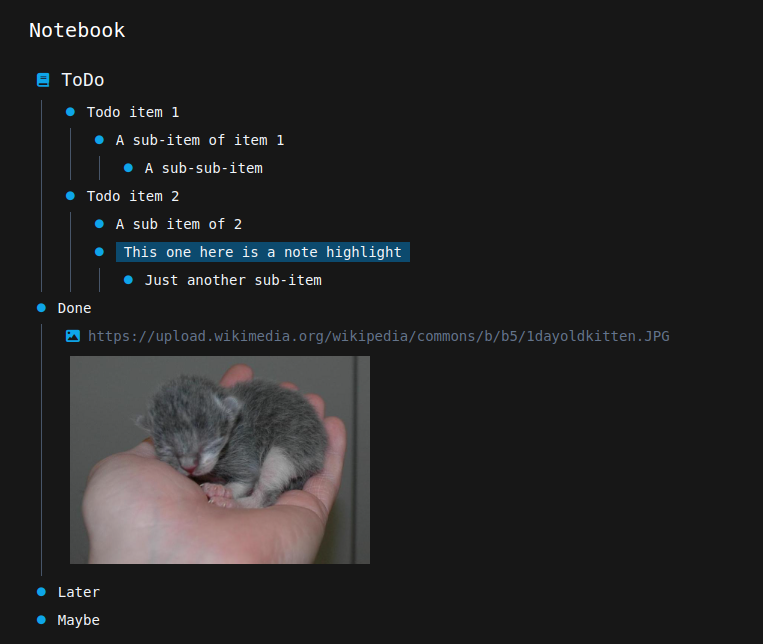 Notebook
ToDo
Todo item 1
A sub-item of item 1
A sub-sub-item
Todo item 2
A sub item of 2
This one here is a note highlight
Just another sub-item
Done
https://upload.wikimedia.org/wikipedia/commons/b/b5/1dayoldkitten.JPG
Later
Maybe